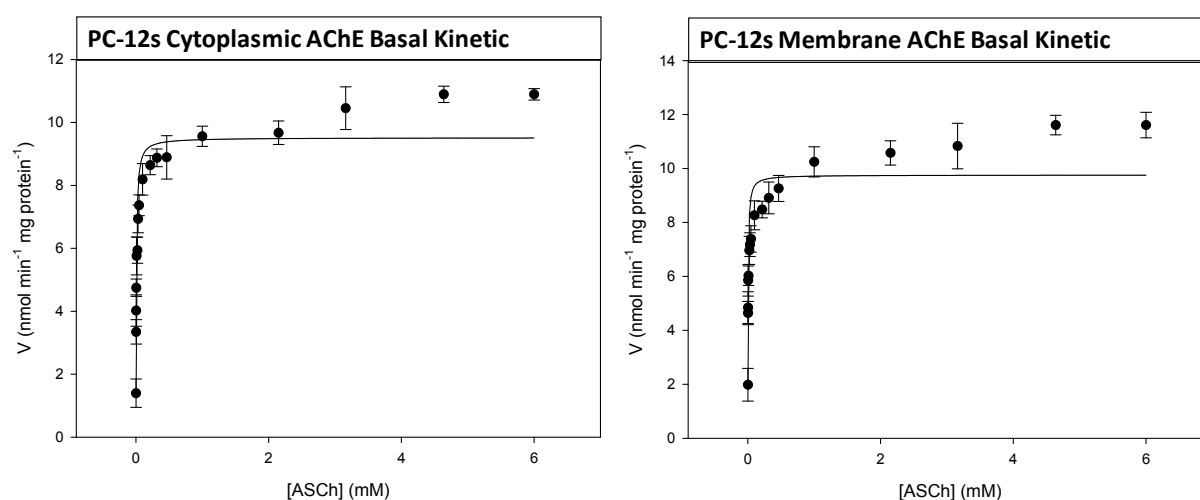 PC-12s Cytoplasmic AChE Basal Kinetic
12
10
8
6
4
2
0
V (nmol min⁻¹ mg protein⁻¹)
0 2 4 6
[ASCh] (mM)
PC-12s Membrane AChE Basal Kinetic
14
12
10
8
6
4
2
0
V (nmol min⁻¹ mg protein⁻¹)
0 2 4 6
[ASCh] (mM)